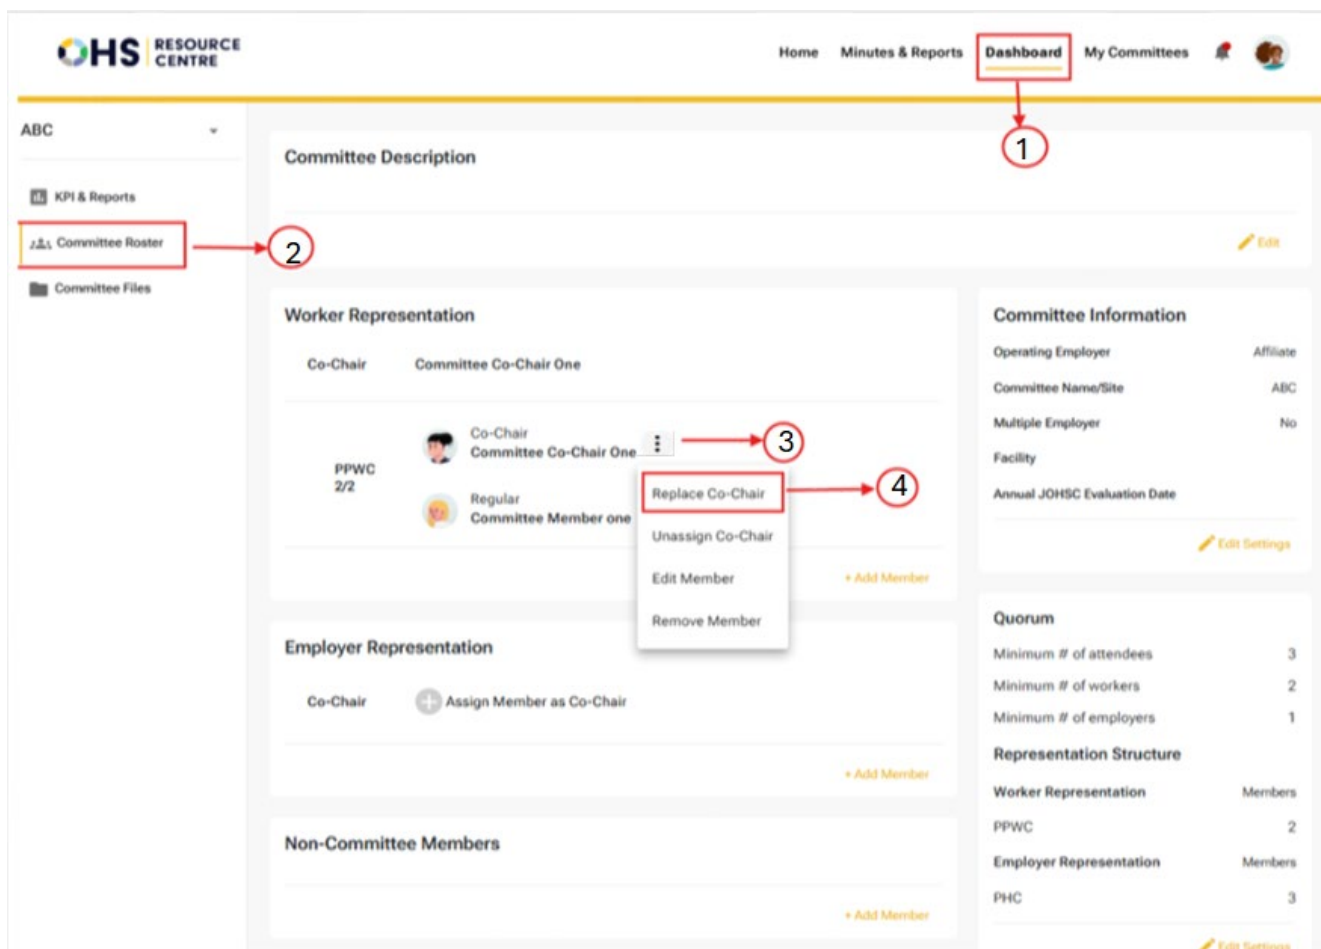 OHS RESOURCE CENTRE
Home Minutes & Reports Dashboard My Committees
1
ABC
KPI & Reports
Committee Roster
2
Committee Files
Committee Description
Edit
Worker Representation
Co-Chair Committee Co-Chair One
PPWC
2/2
Co-Chair
Committee Co-Chair One
3
Regular
Committee Member one
Replace Co-Chair
4
Unassign Co-Chair
Edit Member
Remove Member
+ Add Member
Employer Representation
Co-Chair Assign Member as Co-Chair
+ Add Member
Non-Committee Members
+ Add Member
Committee Information
Operating Employer Affiliate
Committee Name/Site ABC
Multiple Employer No
Facility
Annual JOHSC Evaluation Date
Edit Settings
Quorum
Minimum # of attendees 3
Minimum # of workers 2
Minimum # of employers 1
Representation Structure
Worker Representation Members
PPWC 2
Employer Representation Members
PHC 3
Edit Settings